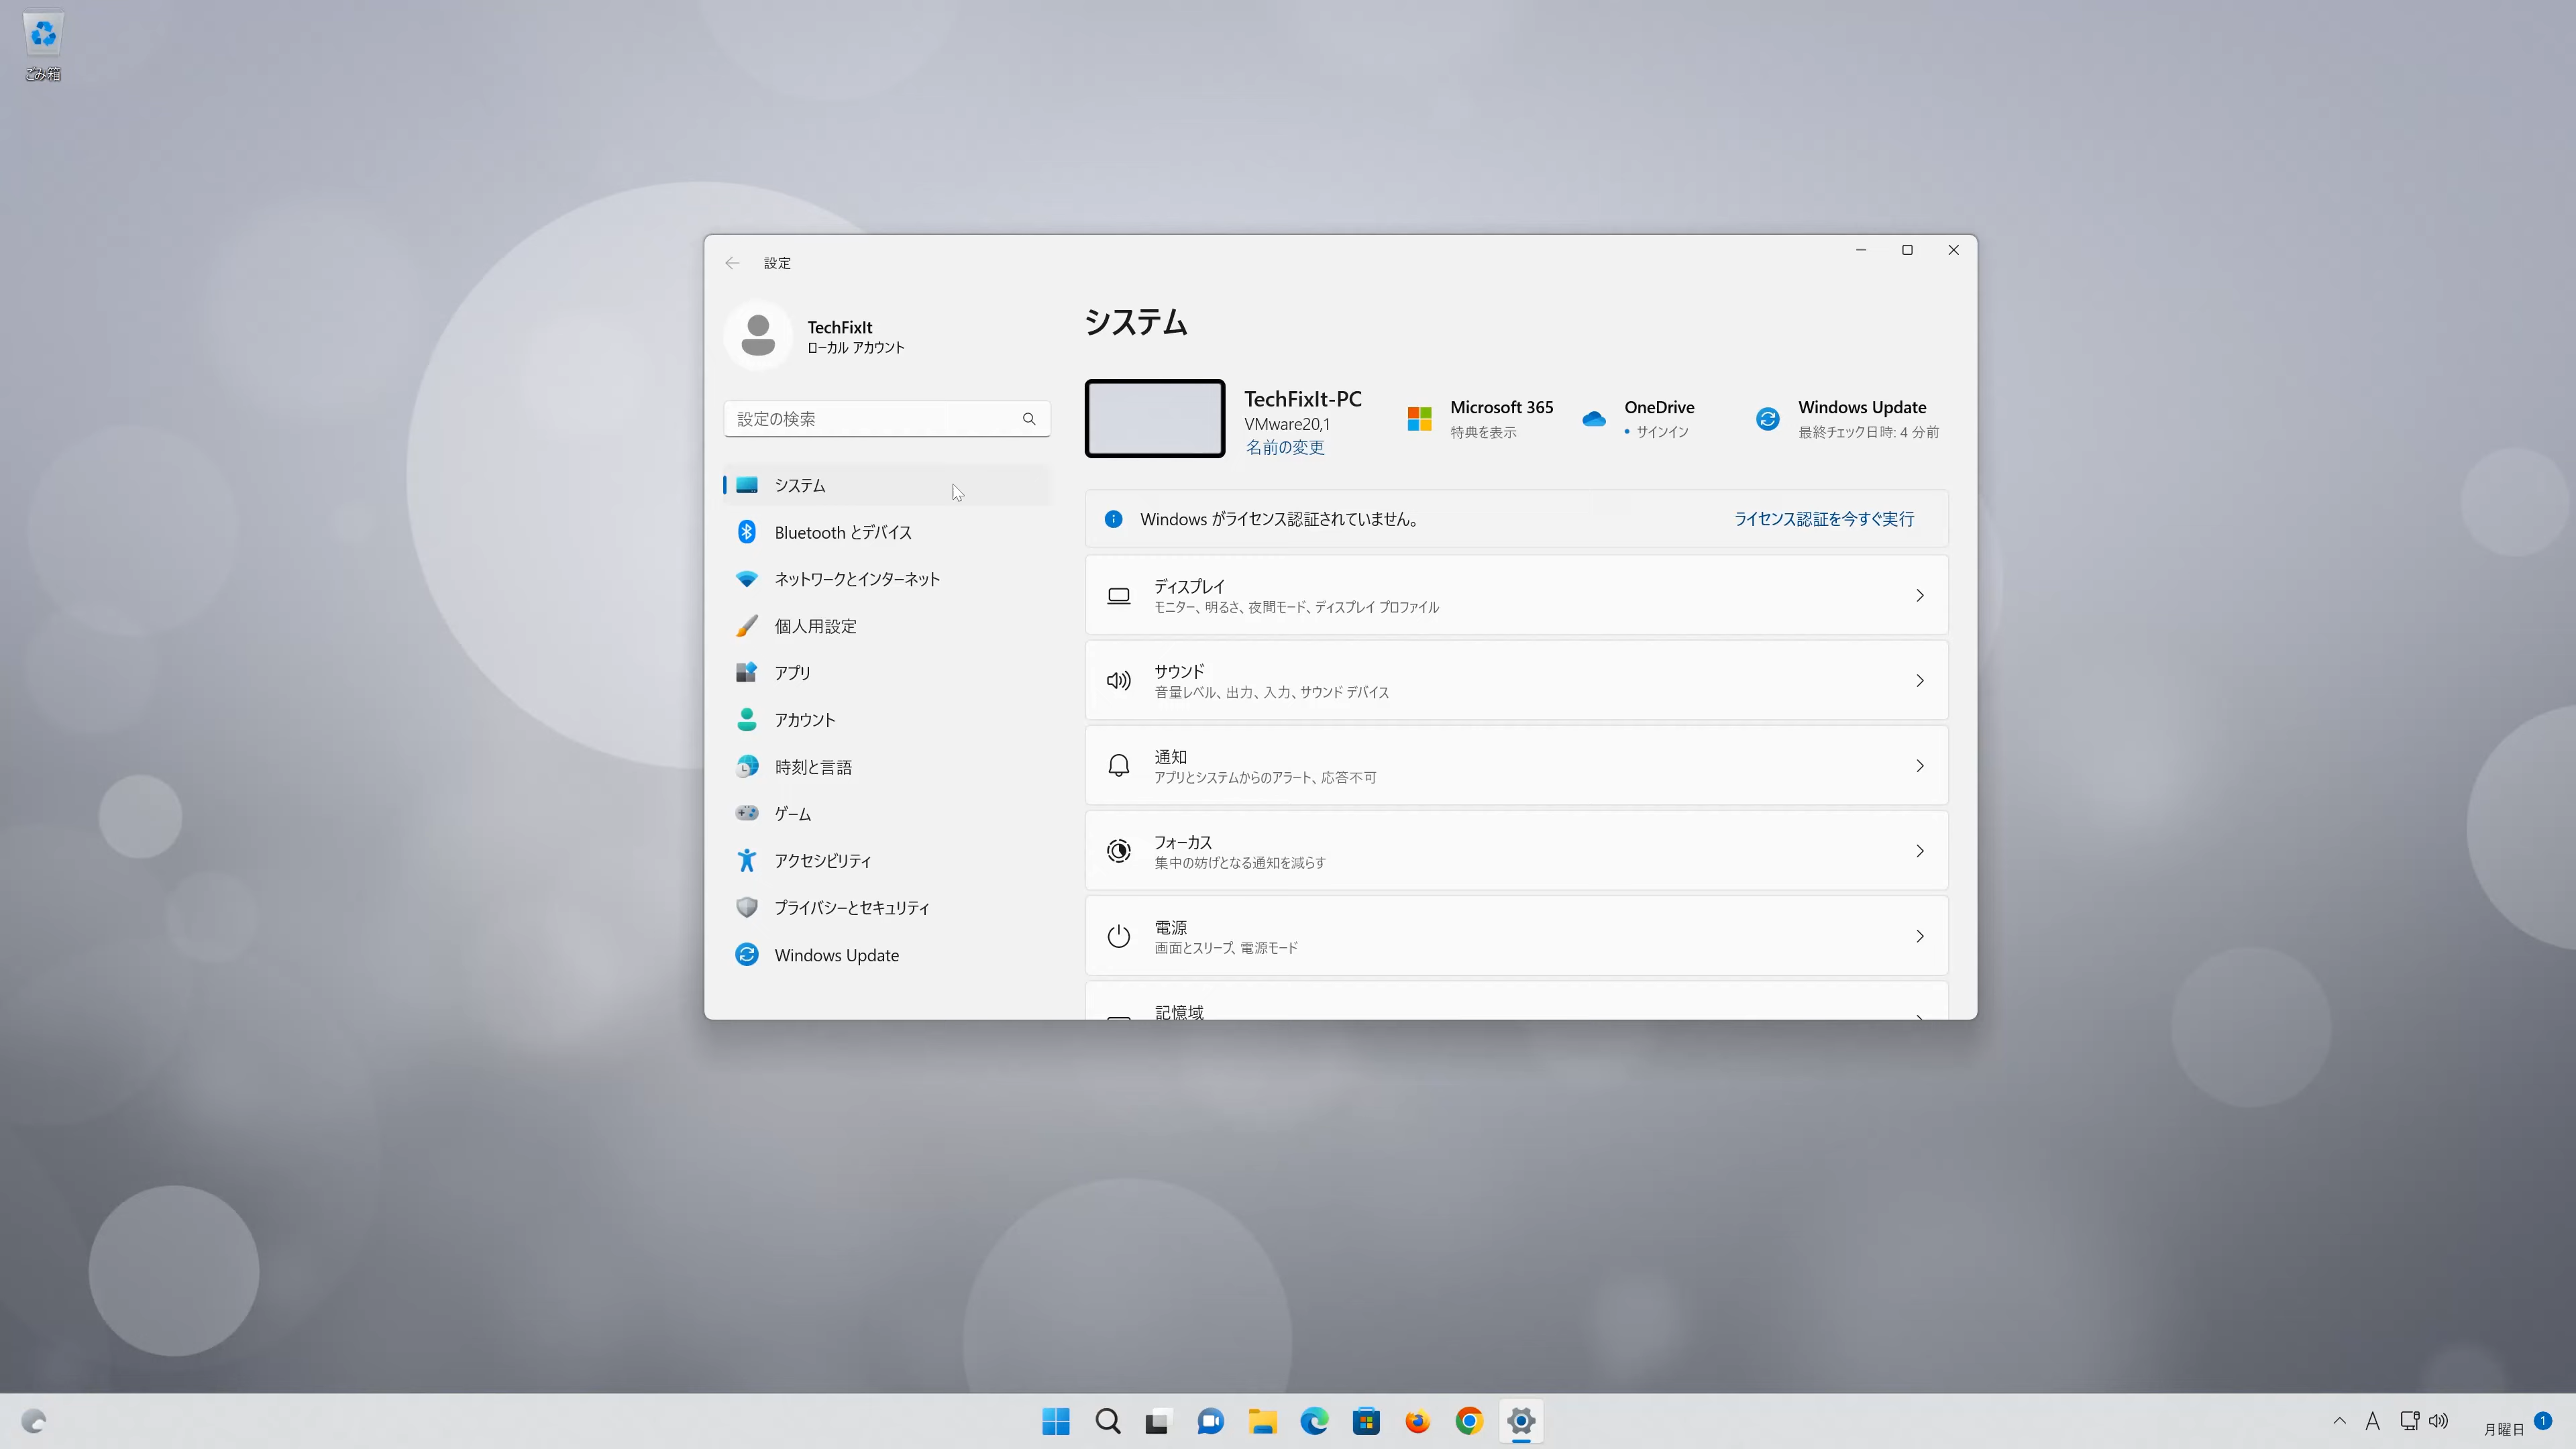 ごみ箱
設定
TechFixIt
ローカル アカウント
設定の検索
システム
Bluetooth とデバイス
ネットワークとインターネット
個人用設定
アプリ
アカウント
時刻と言語
ゲーム
アクセシビリティ
プライバシーとセキュリティ
Windows Update
システム
TechFixIt-PC
VMware20,1
名前の変更
Microsoft 365
特典を表示
OneDrive
• サインイン
Windows Update
最終チェック日時: 4 分前
Windows がライセンス認証されていません。
ライセンス認証を今すぐ実行
ディスプレイ
モニター、明るさ、夜間モード、ディスプレイ プロファイル
サウンド
音量レベル、出力、入力、サウンド デバイス
通知
アプリとシステムからのアラート、応答不可
フォーカス
集中の妨げとなる通知を減らす
電源
画面とスリープ、電源モード
記憶域
A
月曜日
1